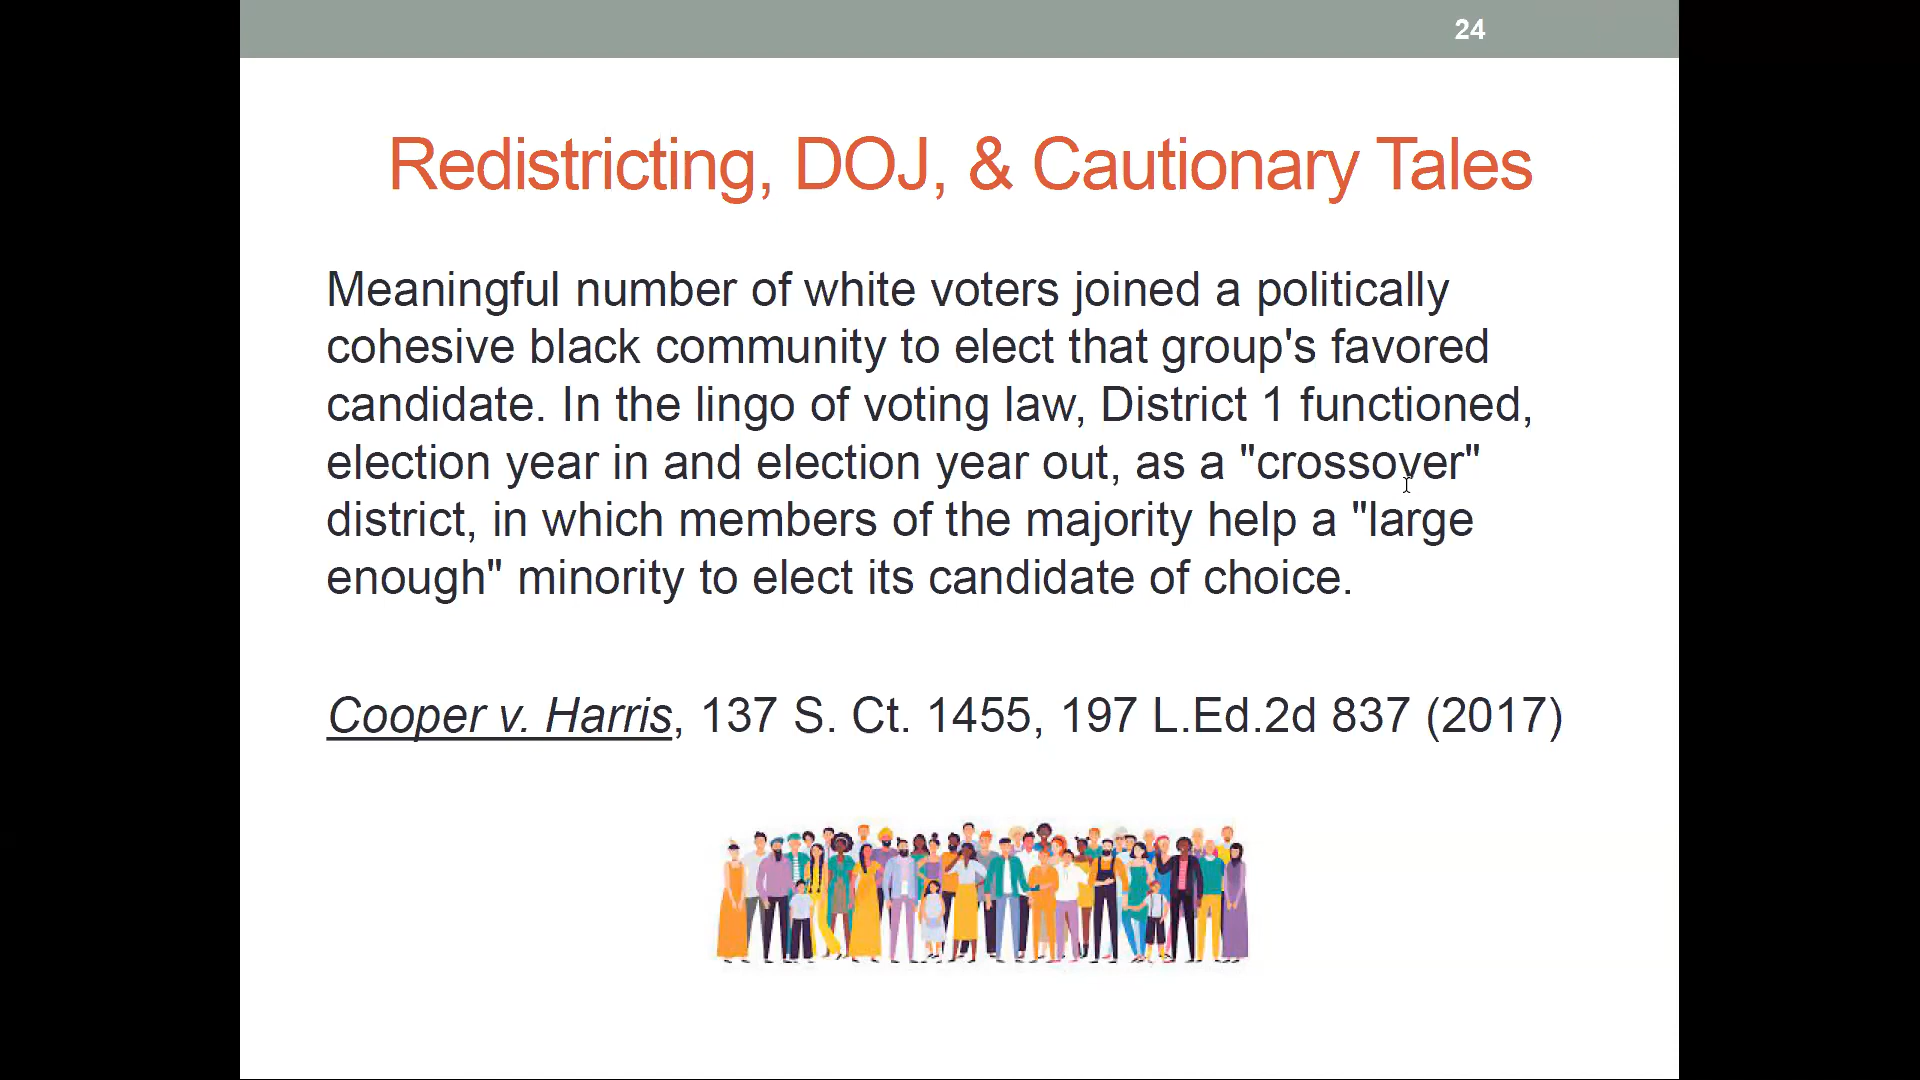 24
Redistricting, DOJ, & Cautionary Tales
Meaningful number of white voters joined a politically
cohesive black community to elect that group's favored
candidate. In the lingo of voting law, District 1 functioned,
election year in and election year out, as a "crossover"
district, in which members of the majority help a "large
enough" minority to elect its candidate of choice.
Cooper v. Harris, 137 S. Ct. 1455, 197 L.Ed.2d 837 (2017)